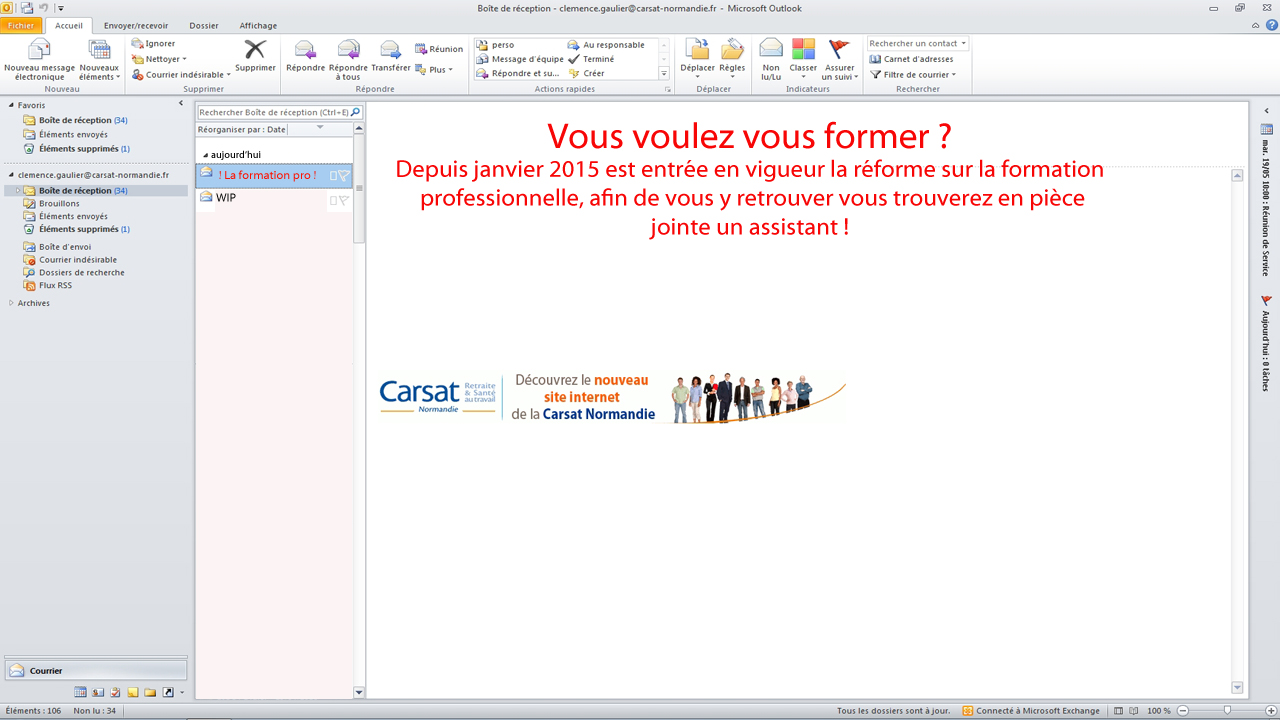 Boîte de réception - clemence.gaulier@carsat-normandie.fr - Microsoft Outlook
Fichier Accueil Envoyer/recevoir Dossier Affichage
Nouveau message électronique
Nouveaux éléments
Nouveau
Ignorer
Nettoyer
Courrier indésirable
Supprimer
Supprimer
Répondre
Répondre à tous
Transférer
Réunion
Plus
Répondre
perso
Message d'équipe
Répondre et su...
Au responsable
Terminé
Créer
Actions rapides
Déplacer
Règles
Déplacer
Non lu/Lu
Classer
Assurer un suivi
Indicateurs
Rechercher un contact
Carnet d'adresses
Filtre de courrier
Rechercher
Favoris
Boîte de réception (34)
Éléments envoyés
Éléments supprimés (1)
clemence.gaulier@carsat-normandie.fr
Boîte de réception (34)
Brouillons
Éléments envoyés
Éléments supprimés (1)
Boîte d'envoi
Courrier indésirable
Dossiers de recherche
Flux RSS
Archives
Courrier
Rechercher Boîte de réception (Ctrl+E)
Réorganiser par : Date
aujourd'hui
! La formation pro !
WIP
Vous voulez vous former ?
Depuis janvier 2015 est entrée en vigueur la réforme sur la formation
professionnelle, afin de vous y retrouver vous trouverez en pièce
jointe un assistant !
Carsat Retraite & Santé au travail
Normandie
Découvrez le nouveau
site internet
de la Carsat Normandie
mar. 19/05 10:00 : Réunion de Service
Aujourd'hui : 0 tâches
Éléments : 106 Non lu : 34
Tous les dossiers sont à jour. Connecté à Microsoft Exchange 100 %